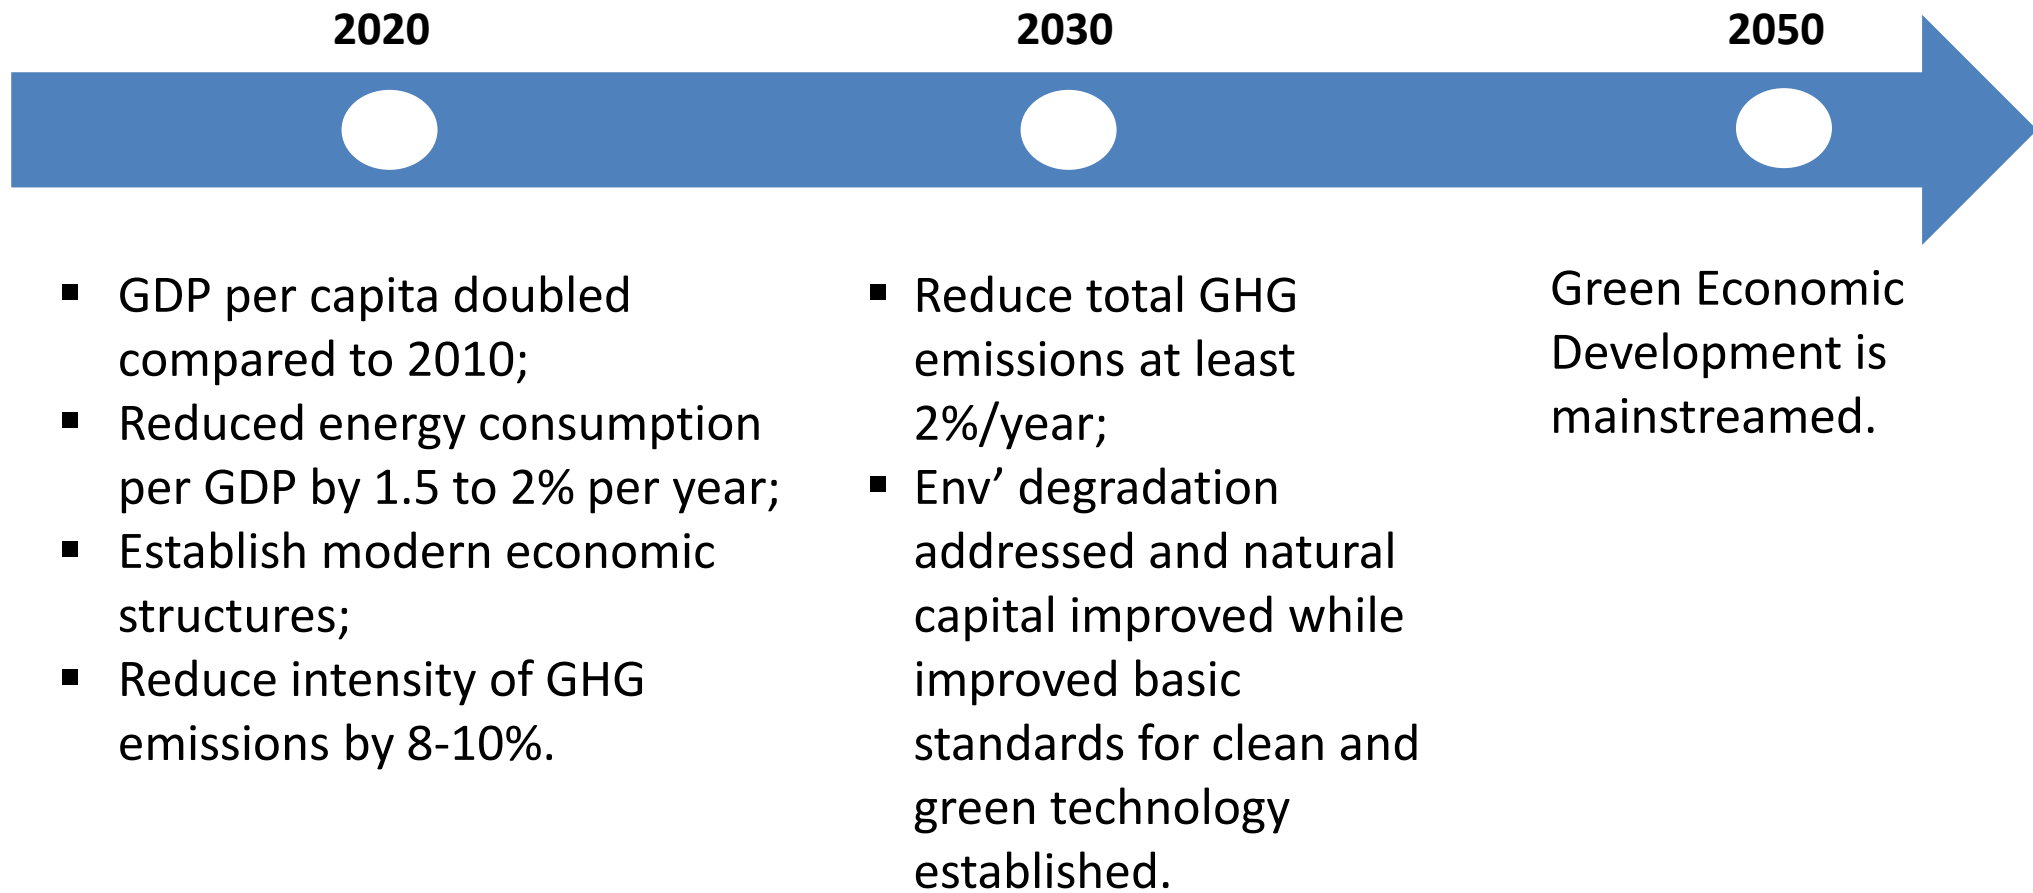 2020
2030
2050
▪ GDP per capita doubled
compared to 2010;
▪ Reduced energy consumption
per GDP by 1.5 to 2% per year;
▪ Establish modern economic
structures;
▪ Reduce intensity of GHG
emissions by 8-10%.
▪ Reduce total GHG
emissions at least
2%/year;
▪ Env’ degradation
addressed and natural
capital improved while
improved basic
standards for clean and
green technology
established.
Green Economic
Development is
mainstreamed.